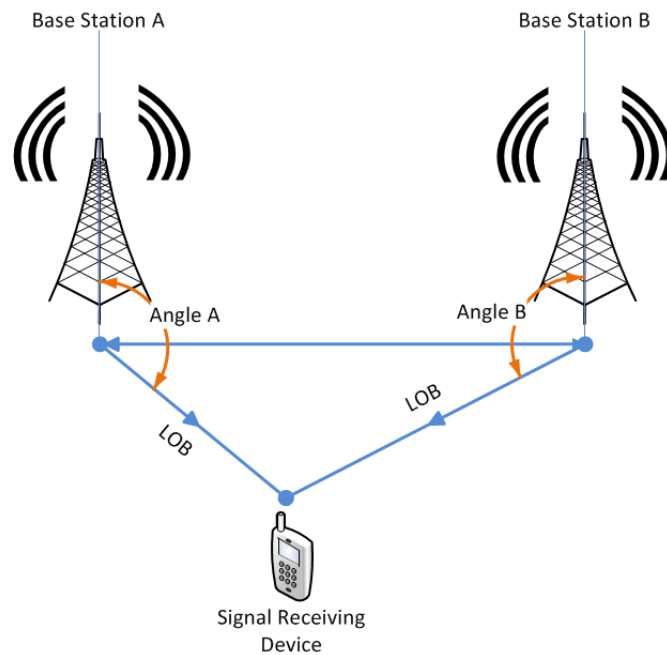 Base Station A
Base Station B
Angle A
Angle B
LOB
LOB
Signal Receiving
Device